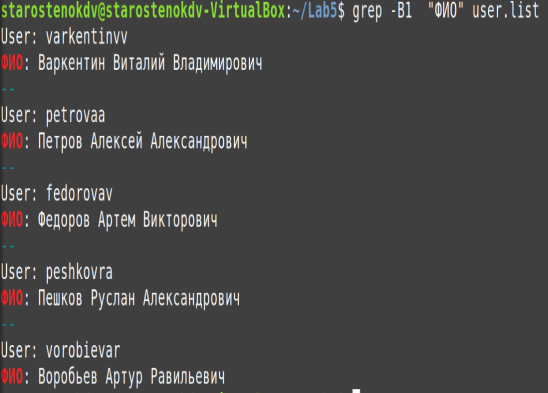 starostenokdv@starostenokdv-VirtualBox:~/Lab5$ grep -B1  "ФИО" user.list
User: varkentinvv
ФИО: Варкентин Виталий Владимирович
--
User: petrovaa
ФИО: Петров Алексей Александрович
--
User: fedorovav
ФИО: Федоров Артем Викторович
--
User: peshkovra
ФИО: Пешков Руслан Александрович
--
User: vorobievar
ФИО: Воробьев Артур Равильевич